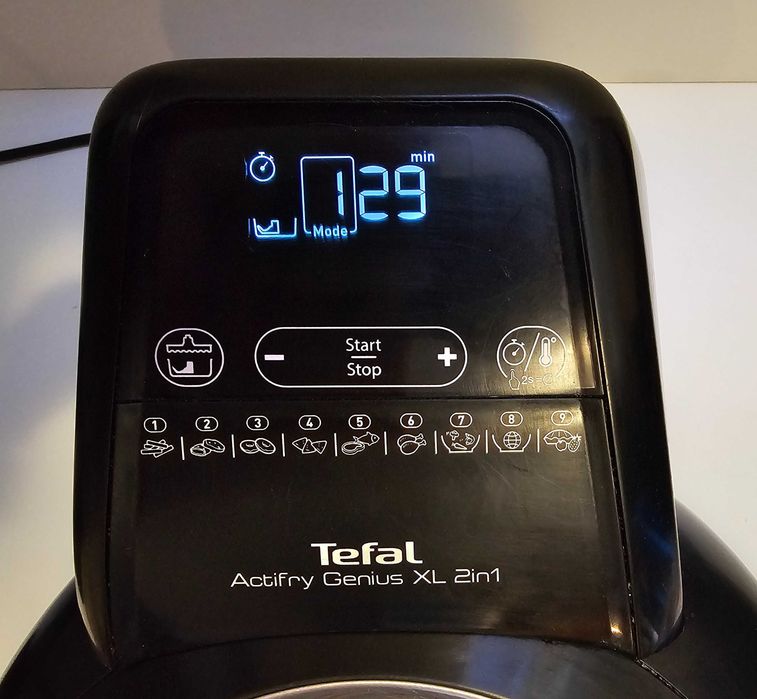 min
1 29
Mode
Start
Stop
- +
2s=
1 2 3 4 5 6 7 8 9
Tefal
Actifry Genius XL 2in1